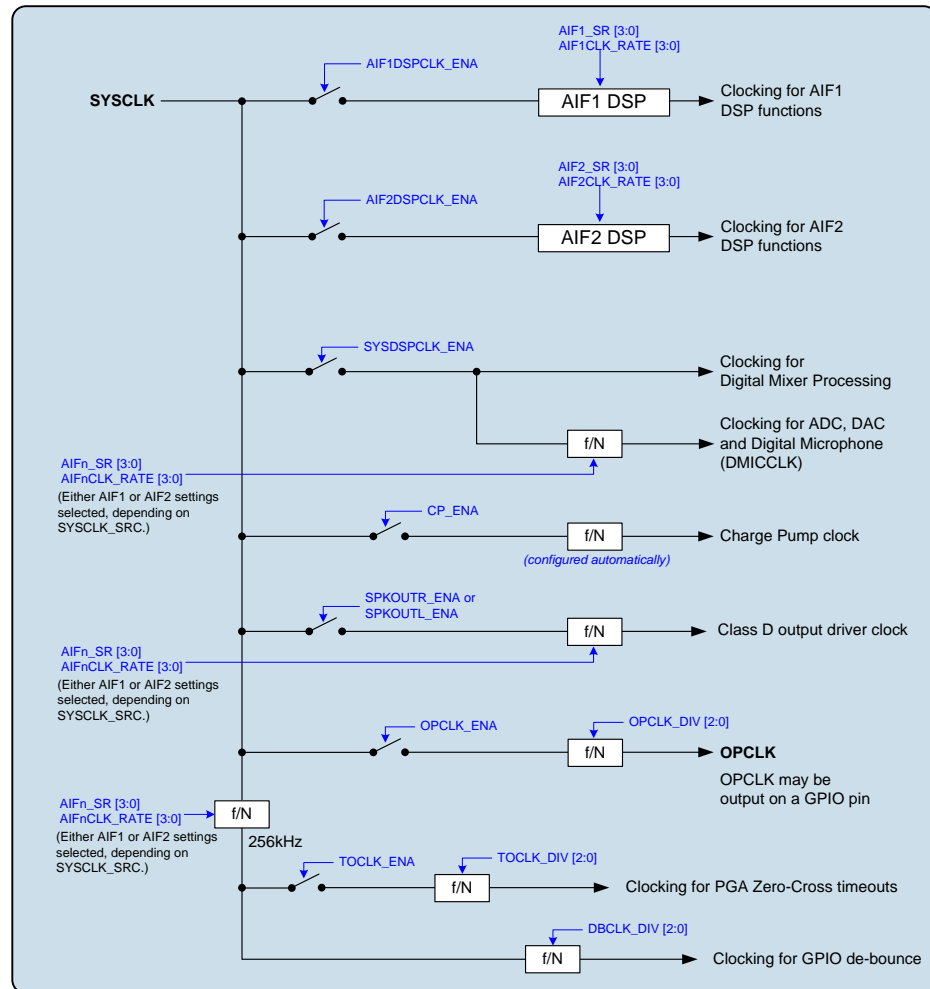 AIF1_SR [3:0]
AIF1CLK_RATE [3:0]
AIF1DSPCLK_ENA
SYSCLK
AIF1 DSP
Clocking for AIF1
DSP functions
AIF2_SR [3:0]
AIF2CLK_RATE [3:0]
AIF2DSPCLK_ENA
AIF2 DSP
Clocking for AIF2
DSP functions
SYSDSPCLK_ENA
Clocking for
Digital Mixer Processing
f/N
Clocking for ADC, DAC
and Digital Microphone
(DMICCLK)
AIFn_SR [3:0]
AIFnCLK_RATE [3:0]
(Either AIF1 or AIF2 settings
selected, depending on
SYSCLK_SRC.)
CP_ENA
f/N
Charge Pump clock
(configured automatically)
SPKOUTR_ENA or
SPKOUTL_ENA
f/N
Class D output driver clock
AIFn_SR [3:0]
AIFnCLK_RATE [3:0]
(Either AIF1 or AIF2 settings
selected, depending on
SYSCLK_SRC.)
OPCLK_ENA
OPCLK_DIV [2:0]
f/N
OPCLK
OPCLK may be
output on a GPIO pin
AIFn_SR [3:0]
AIFnCLK_RATE [3:0]
(Either AIF1 or AIF2 settings
selected, depending on
SYSCLK_SRC.)
f/N
256kHz
TOCLK_ENA
TOCLK_DIV [2:0]
f/N
Clocking for PGA Zero-Cross timeouts
DBCLK_DIV [2:0]
f/N
Clocking for GPIO de-bounce